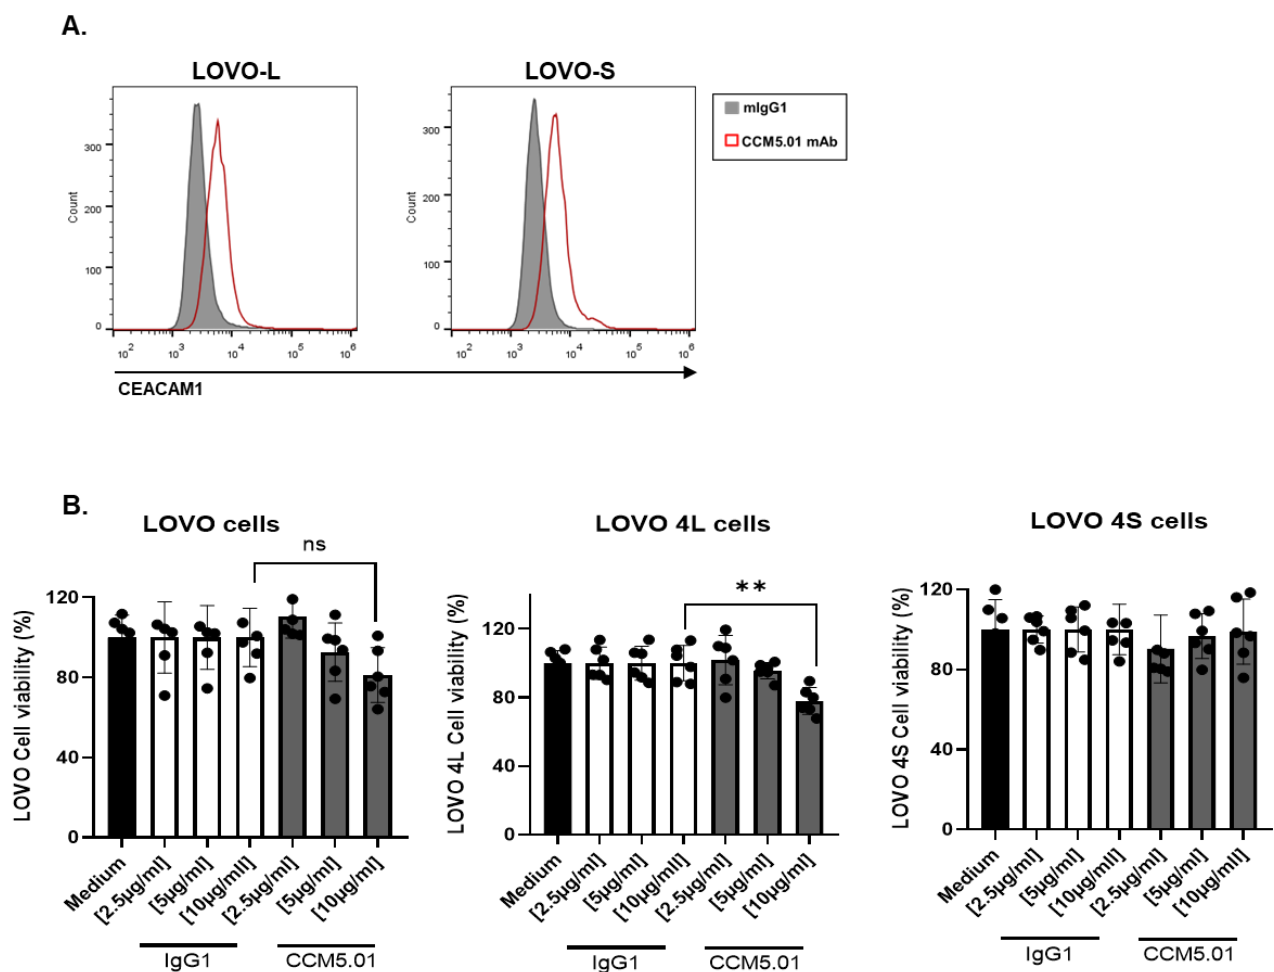 A.
LOVO-L
LOVO-S
mIgG1
CCM5.01 mAb
Count
300
200
100
0
10^2 10^3 10^4 10^5 10^6
Count
300
200
100
0
10^2 10^3 10^4 10^5 10^6
CEACAM1
B.
LOVO cells
ns
LOVO Cell viability (%)
120
80
40
0
Medium
[2.5µg/ml]
[5µg/ml]
[10µg/mll]
[2.5µg/ml]
[5µg/ml]
[10µg/ml]
IgG1
CCM5.01
LOVO 4L cells
**
LOVO 4L Cell viability (%)
120
80
40
0
Medium
[2.5µg/ml]
[5µg/ml]
[10µg/mll]
[2.5µg/ml]
[5µg/ml]
[10µg/ml]
IgG1
CCM5.01
LOVO 4S cells
LOVO 4S Cell viability (%)
120
80
40
0
Medium
[2.5µg/ml]
[5µg/ml]
[10µg/mll]
[2.5µg/ml]
[5µg/ml]
[10µg/mll]
IgG1
CCM5.01